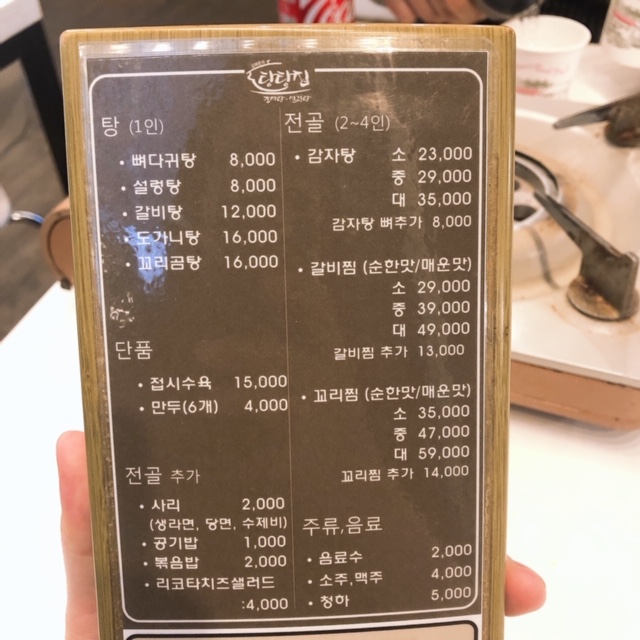 탕탕집
탕 (1인)
• 뼈다귀탕 8,000
• 설렁탕 8,000
• 갈비탕 12,000
• 도가니탕 16,000
• 꼬리곰탕 16,000
단품
• 접시수육 15,000
• 만두(6개) 4,000
전골 추가
• 사리 2,000
(생라면, 당면, 수제비)
• 공기밥 1,000
• 볶음밥 2,000
• 리코타치즈샐러드
:4,000
전골 (2~4인)
• 감자탕 소 23,000
중 29,000
대 35,000
감자탕 뼈추가 8,000
• 갈비찜 (순한맛/매운맛)
소 29,000
중 39,000
대 49,000
갈비찜 추가 13,000
• 꼬리찜 (순한맛/매운맛)
소 35,000
중 47,000
대 59,000
꼬리찜 추가 14,000
주류,음료
• 음료수 2,000
• 소주,맥주 4,000
• 청하 5,000